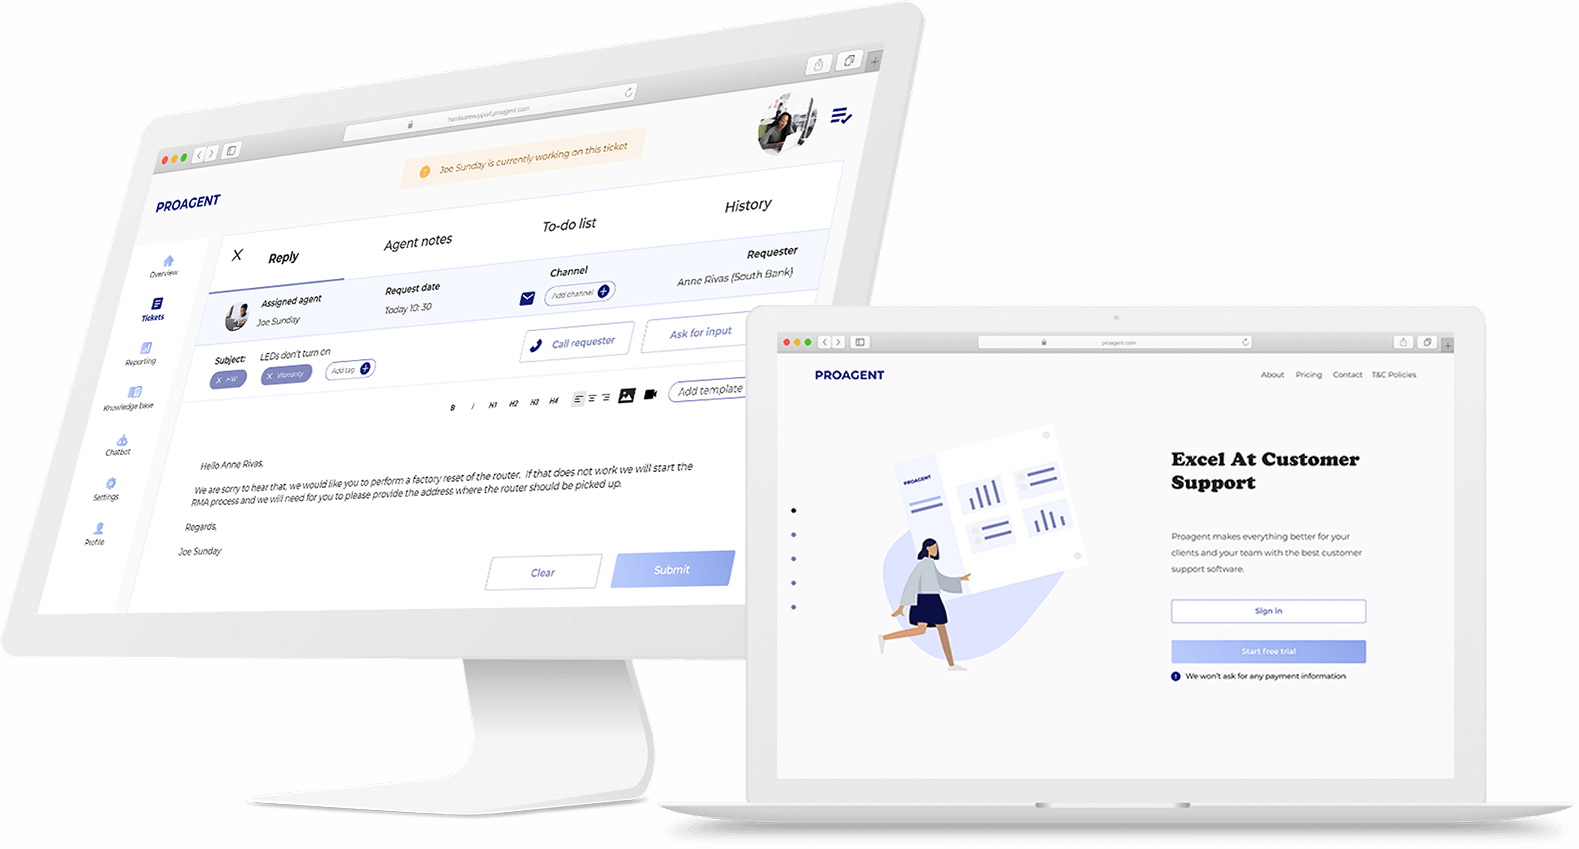 hardwaresupport.proagent.com
Joe Sunday is currently working on this ticket
PROAGENT
Overview
Tickets
Reporting
Knowledge base
Chatbot
Settings
Profile
X Reply Agent notes To-do list History
Assigned agent
Joe Sunday
Request date
Today 10: 30
Channel
Add channel
Requester
Anne Rivas (South Bank)
Subject: LEDs don't turn on
X HW X Warranty Add tag
Call requester Ask for input
B I H1 H2 H3 H4 Add template
Hello Anne Rivas,
We are sorry to hear that, we would like you to perform a factory reset of the router. If that does not work we will start the
RMA process and we will need for you to please provide the address where the router should be picked up.
Regards,
Joe Sunday
Clear Submit
proagent.com
PROAGENT
About Pricing Contact T&C Policies
PROAGENT
Excel At Customer
Support
Proagent makes everything better for your
clients and your team with the best customer
support software.
Sign in
Start free trial
We won't ask for any payment information